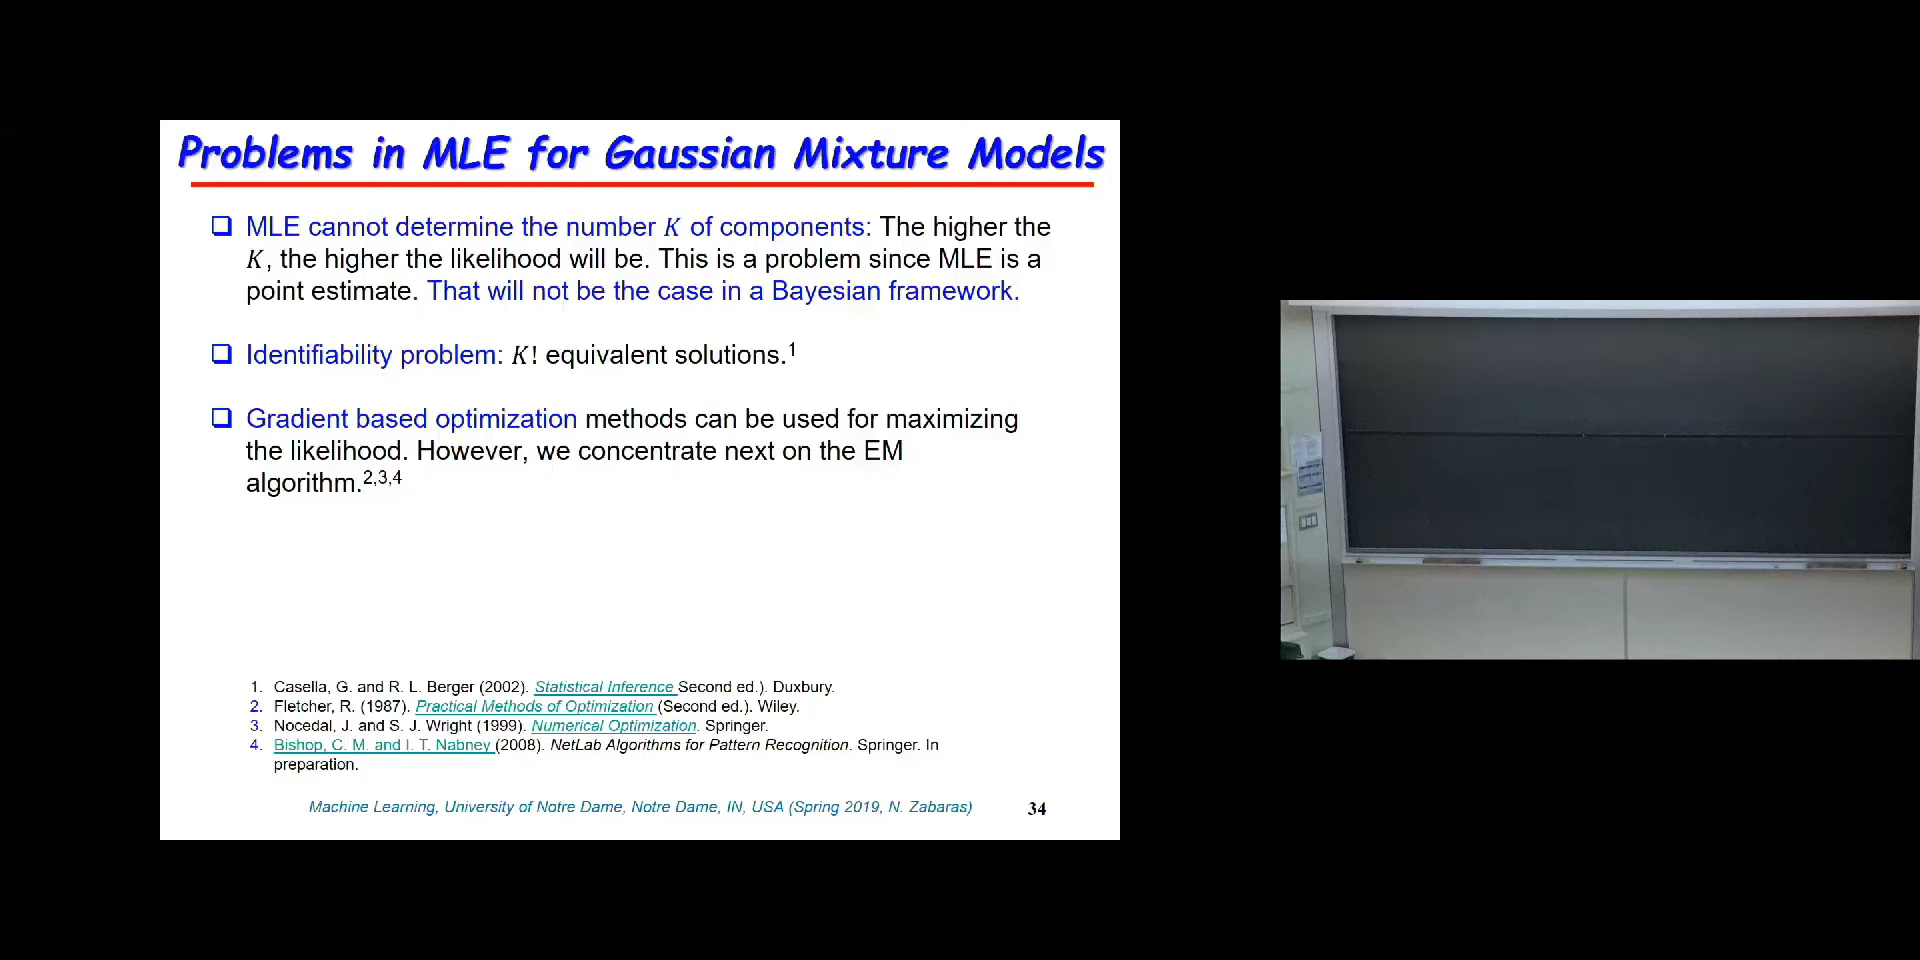 Problems in MLE for Gaussian Mixture Models
❑ MLE cannot determine the number K of components: The higher the
K, the higher the likelihood will be. This is a problem since MLE is a
point estimate. That will not be the case in a Bayesian framework.
❑ Identifiability problem: K! equivalent solutions.1
❑ Gradient based optimization methods can be used for maximizing
the likelihood. However, we concentrate next on the EM
algorithm.2,3,4
1. Casella, G. and R. L. Berger (2002). Statistical Inference Second ed.). Duxbury.
2. Fletcher, R. (1987). Practical Methods of Optimization (Second ed.). Wiley.
3. Nocedal, J. and S. J. Wright (1999). Numerical Optimization. Springer.
4. Bishop, C. M. and I. T. Nabney (2008). NetLab Algorithms for Pattern Recognition. Springer. In
preparation.
Machine Learning, University of Notre Dame, Notre Dame, IN, USA (Spring 2019, N. Zabaras)
34